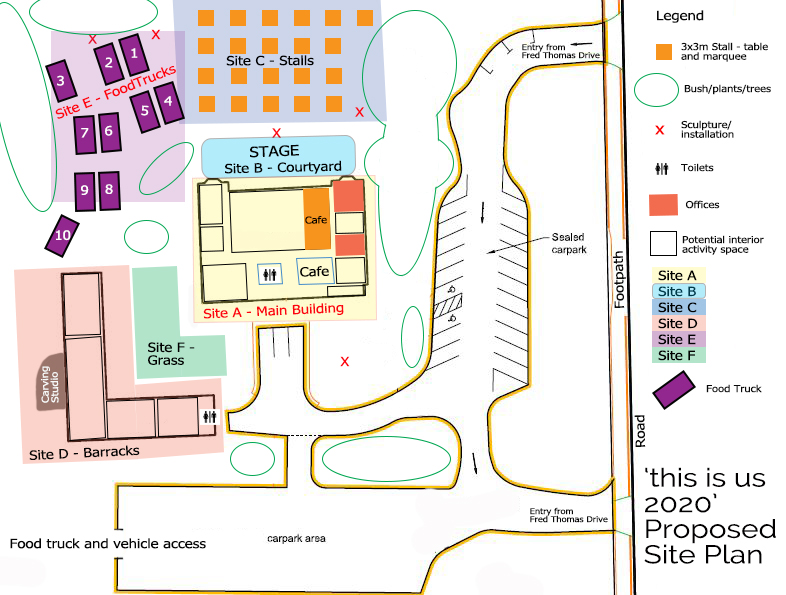 Legend
3x3m Stall - table
and marquee
Bush/plants/trees
x
Sculpture/
installation
Toilets
Offices
Potential interior
activity space
Site A
Site B
Site C
Site D
Site E
Site F
Food Truck
'this is us
2020'
Proposed
Site Plan
Entry from
Fred Thomas Drive
x
x
1
2
3
4
5
6
7
8
9
10
Site E - FoodTrucks
Site C - Stalls
x
x
STAGE
Site B - Courtyard
Cafe
Cafe
Site A - Main Building
Sealed
carpark
Footpath
Road
Site F -
Grass
x
Carving
Studio
Site D - Barracks
Entry from
Fred Thomas Drive
Food truck and vehicle access
carpark area